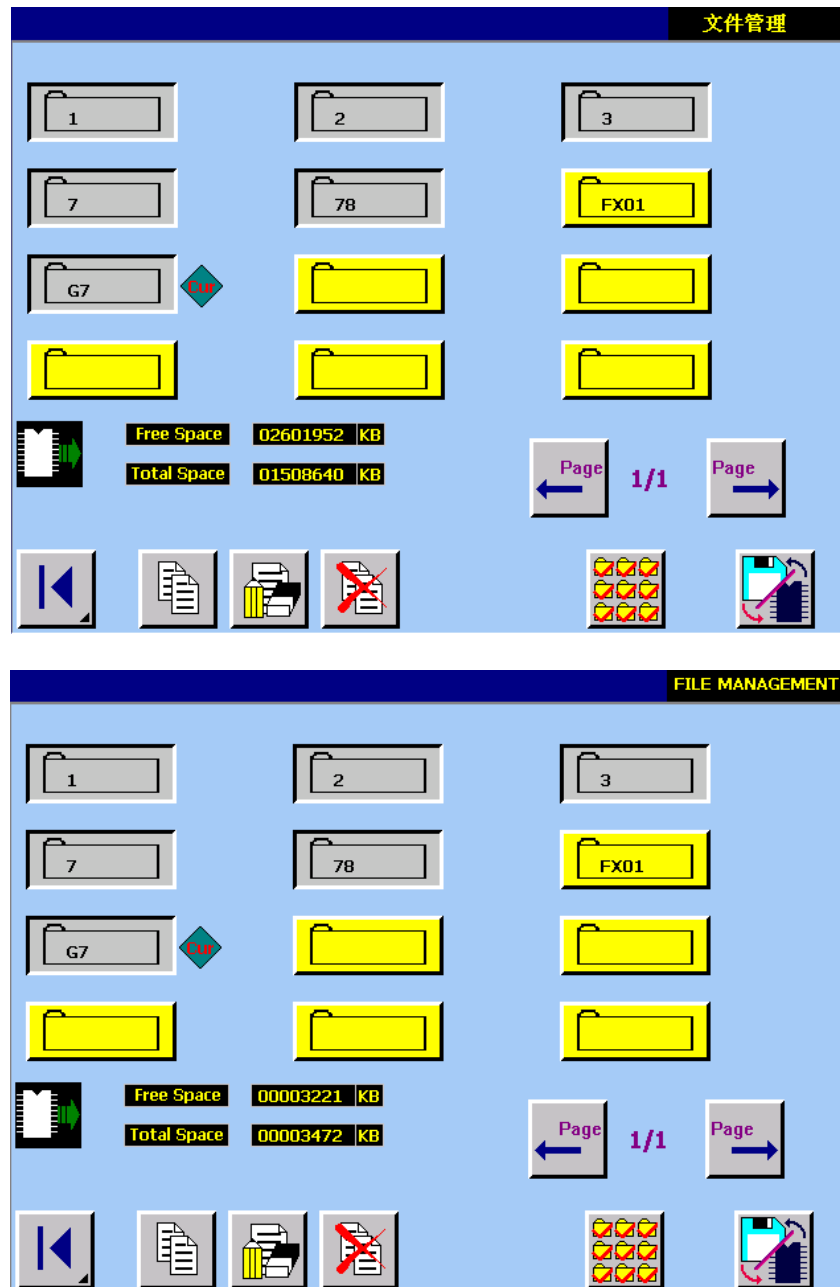 文件管理
1 2 3
7 78 FX01
G7 Cur
Free Space 02601952 KB
Total Space 01508640 KB
Page 1/1 Page
FILE MANAGEMENT
1 2 3
7 78 FX01
G7 Cur
Free Space 00003221 KB
Total Space 00003472 KB
Page 1/1 Page